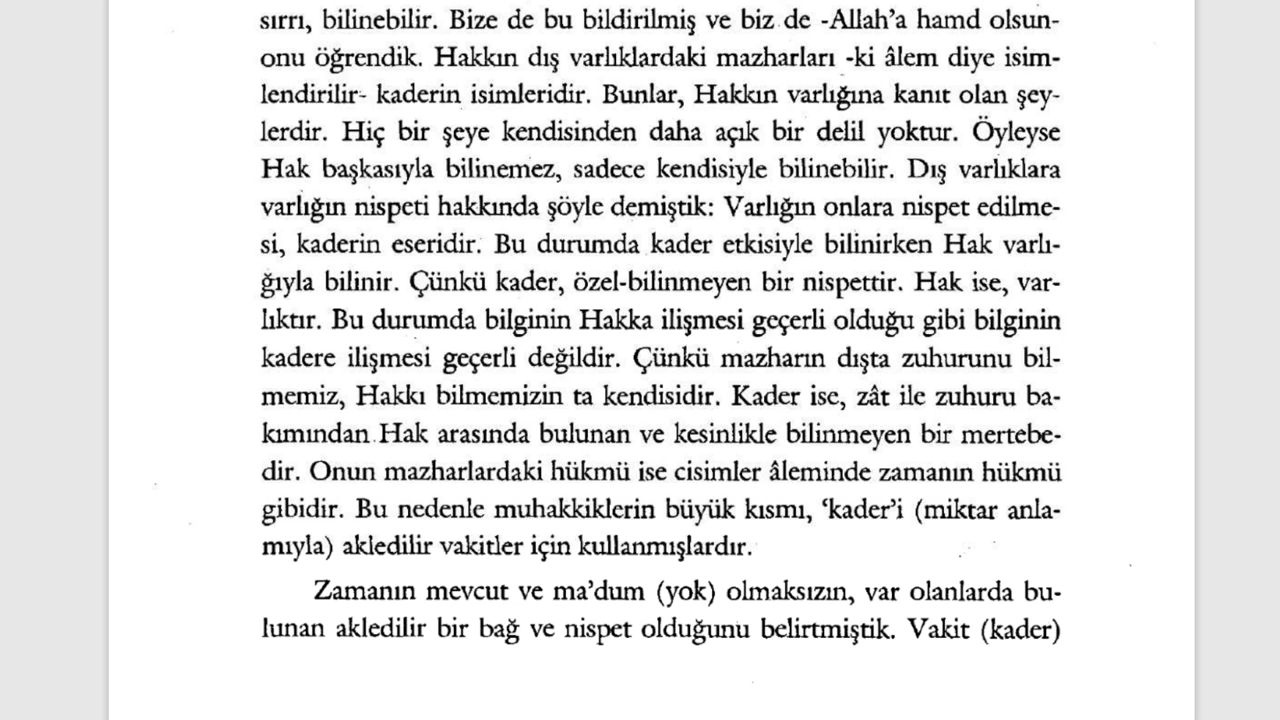 sırrı, bilinebilir. Bize de bu bildirilmiş ve biz de -Allah’a hamd olsun-
onu öğrendik. Hakkın dış varlıklardaki mazharları -ki âlem diye isim-
lendirilir- kaderin isimleridir. Bunlar, Hakkın varlığına kanıt olan şey-
lerdir. Hiç bir şeye kendisinden daha açık bir delil yoktur. Öyleyse
Hak başkasıyla bilinemez, sadece kendisiyle bilinebilir. Dış varlıklara
varlığın nispeti hakkında şöyle demiştik: Varlığın onlara nispet edilme-
si, kaderin eseridir. Bu durumda kader etkisiyle bilinirken Hak varlı-
ğıyla bilinir. Çünkü kader, özel-bilinmeyen bir nispettir. Hak ise, var-
lıktır. Bu durumda bilginin Hakka ilişmesi geçerli olduğu gibi bilginin
kadere ilişmesi geçerli değildir. Çünkü mazharın dışta zuhurunu bil-
memiz, Hakkı bilmemizin ta kendisidir. Kader ise, zât ile zuhuru ba-
kımından Hak arasında bulunan ve kesinlikle bilinmeyen bir mertebe-
dir. Onun mazharlardaki hükmü ise cisimler âleminde zamanın hükmü
gibidir. Bu nedenle muhakkiklerin büyük kısmı, ‘kader’i (miktar anla-
mıyla) akledilir vakitler için kullanmışlardır.
Zamanın mevcut ve ma’dum (yok) olmaksızın, var olanlarda bu-
lunan akledilir bir bağ ve nispet olduğunu belirtmiştik. Vakit (kader)